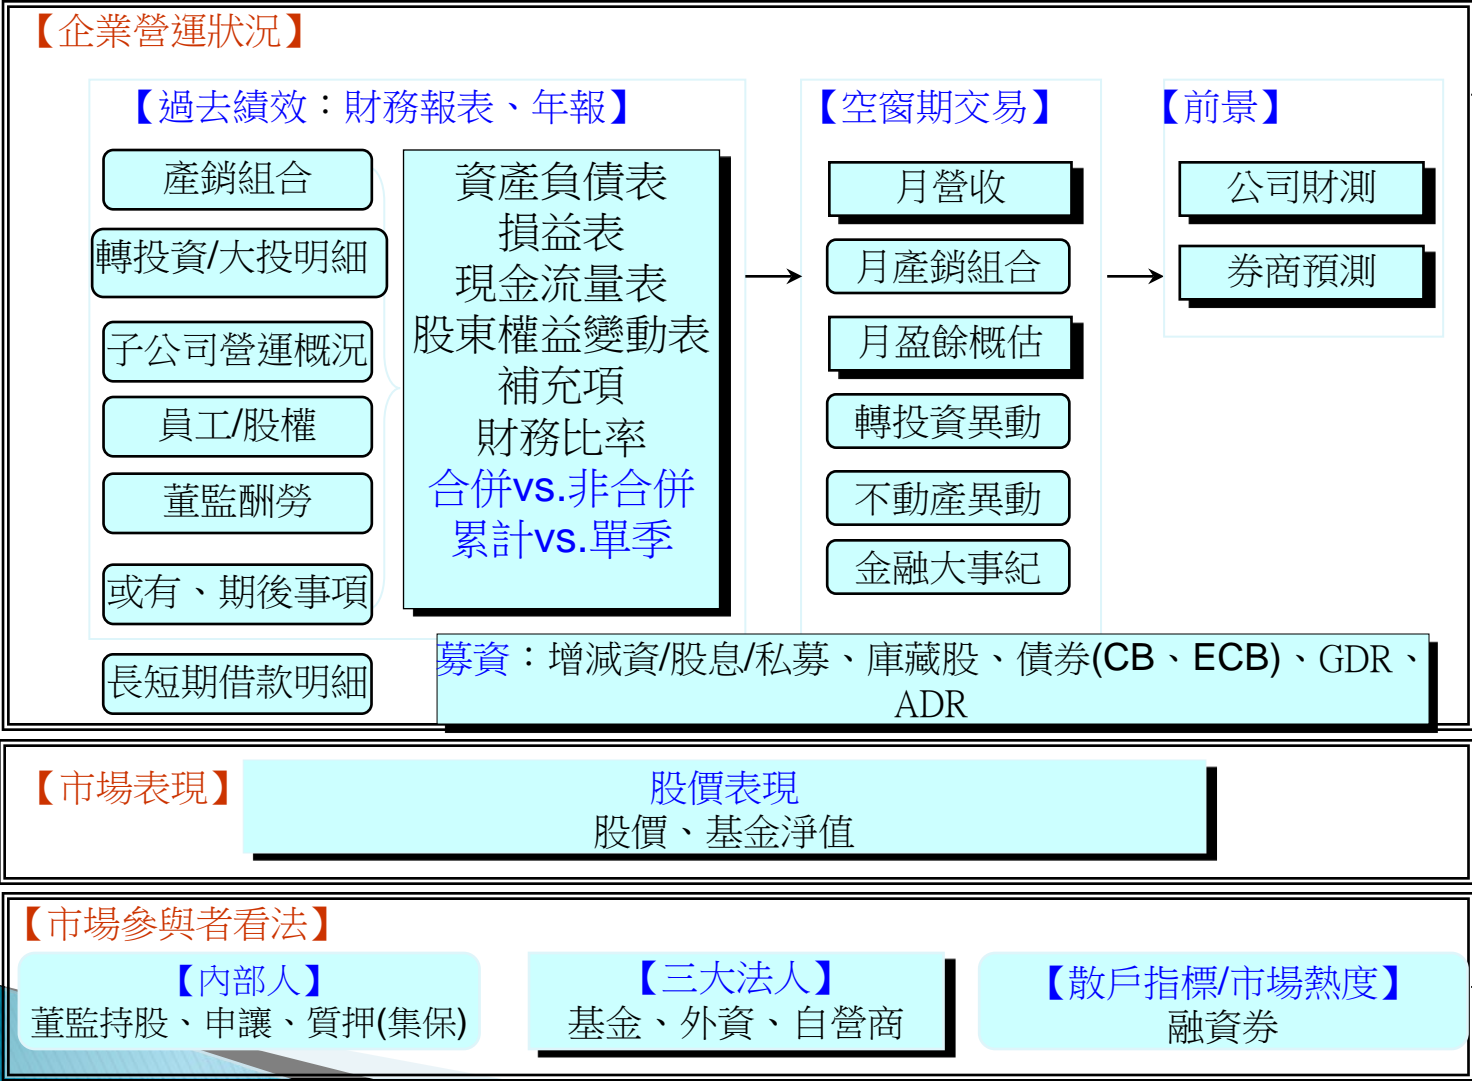 【企業營運狀況】
【過去績效：財務報表、年報】
產銷組合
轉投資/大投明細
子公司營運概況
員工/股權
董監酬勞
或有、期後事項
長短期借款明細
資產負債表
損益表
現金流量表
股東權益變動表
補充項
財務比率
合併vs.非合併
累計vs.單季
【空窗期交易】
月營收
月產銷組合
月盈餘概估
轉投資異動
不動產異動
金融大事紀
【前景】
公司財測
券商預測
募資：增減資/股息/私募、庫藏股、債券(CB、ECB)、GDR、
ADR
【市場表現】
股價表現
股價、基金淨值
【市場參與者看法】
【內部人】
董監持股、申讓、質押(集保)
【三大法人】
基金、外資、自營商
【散戶指標/市場熱度】
融資券